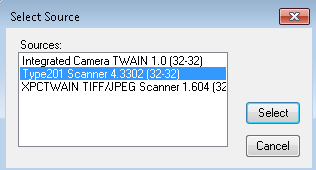 Select Source
Sources:
Integrated Camera TWAIN 1.0 (32-32)
Type201 Scanner 4.3302 (32-32)
XPCTWAIN TIFF/JPEG Scanner 1.604 (32
Select
Cancel